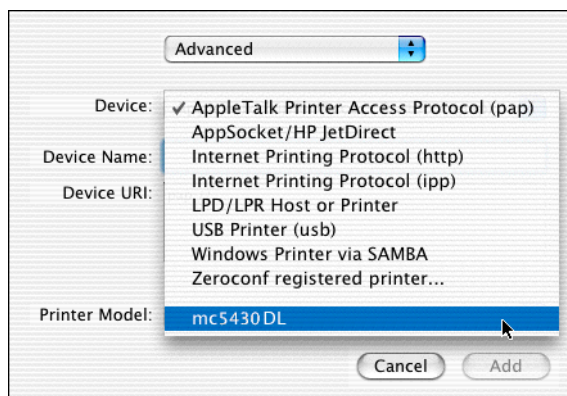 Advanced
Device:
✓ AppleTalk Printer Access Protocol (pap)
AppSocket/HP JetDirect
Device Name:
Internet Printing Protocol (http)
Internet Printing Protocol (ipp)
Device URI:
LPD/LPR Host or Printer
USB Printer (usb)
Windows Printer via SAMBA
Zeroconf registered printer...
Printer Model:
mc5430DL
Cancel
Add